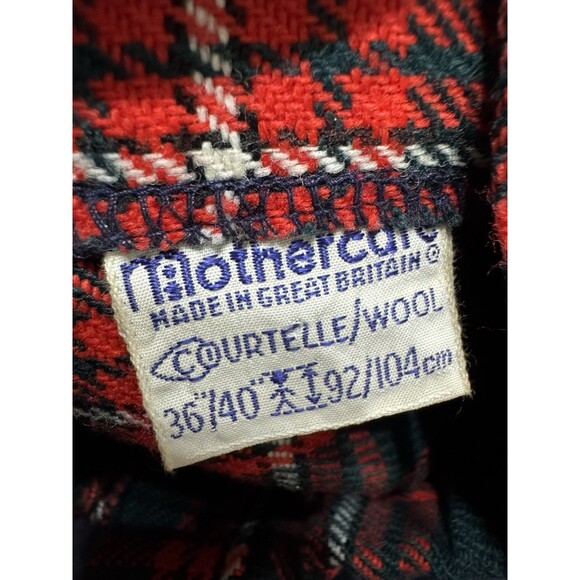 mothercare
MADE IN GREAT BRITAIN ®
COURTELLE/WOOL
36"/40" 92/104cm